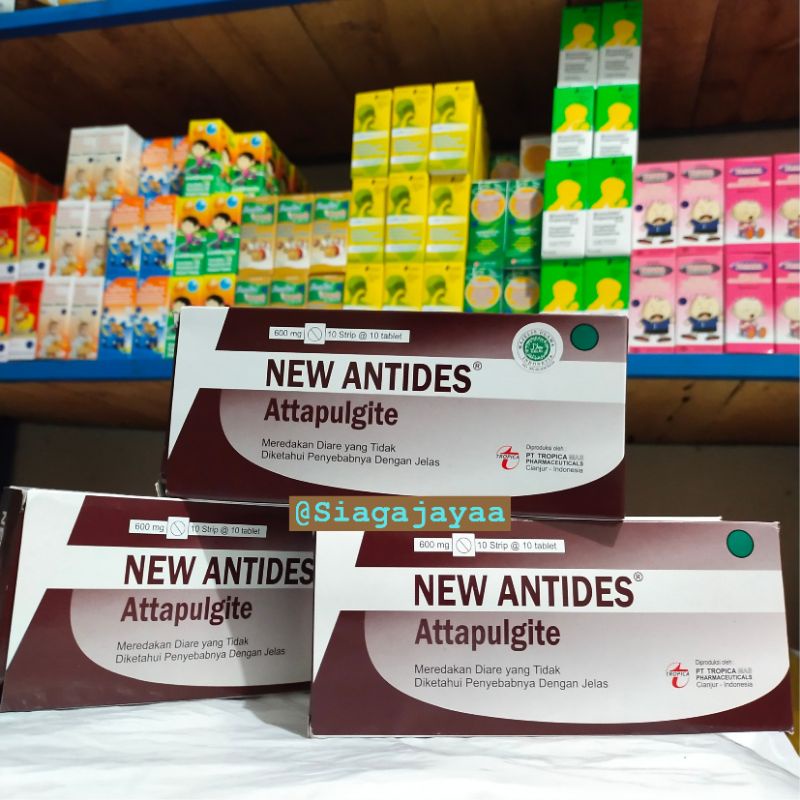 600 mg 10 Strip @ 10 tablet
NEW ANTIDES®
Attapulgite
Meredakan Diare yang Tidak
Diketahui Penyebabnya Dengan Jelas
TROPICA
Diproduksi oleh :
PT TROPICA MAS
PHARMACEUTICALS
Cianjur - Indonesia
@Siagajayaa
600 mg 10 Strip @ 10 tablet
NEW ANTIDES
Attapulgite
Meredakan Diare yang Tidak
Diketahui Penyebabnya Dengan Jelas
600 mg 10 Strip @ 10 tablet
NEW ANTIDES®
Attapulgite
Meredakan Diare yang Tidak
Diketahui Penyebabnya Dengan Jelas
TROPICA
Diproduksi oleh :
PT TROPICA MAS
PHARMACEUTICALS
Cianjur - Indonesia